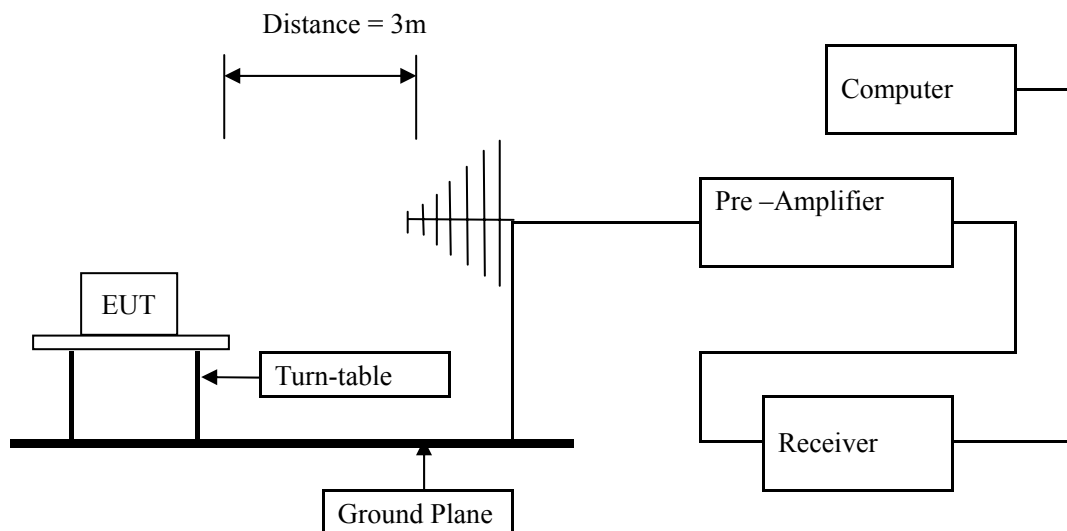 Distance = 3m
Computer
Pre –Amplifier
EUT
Turn-table
Receiver
Ground Plane